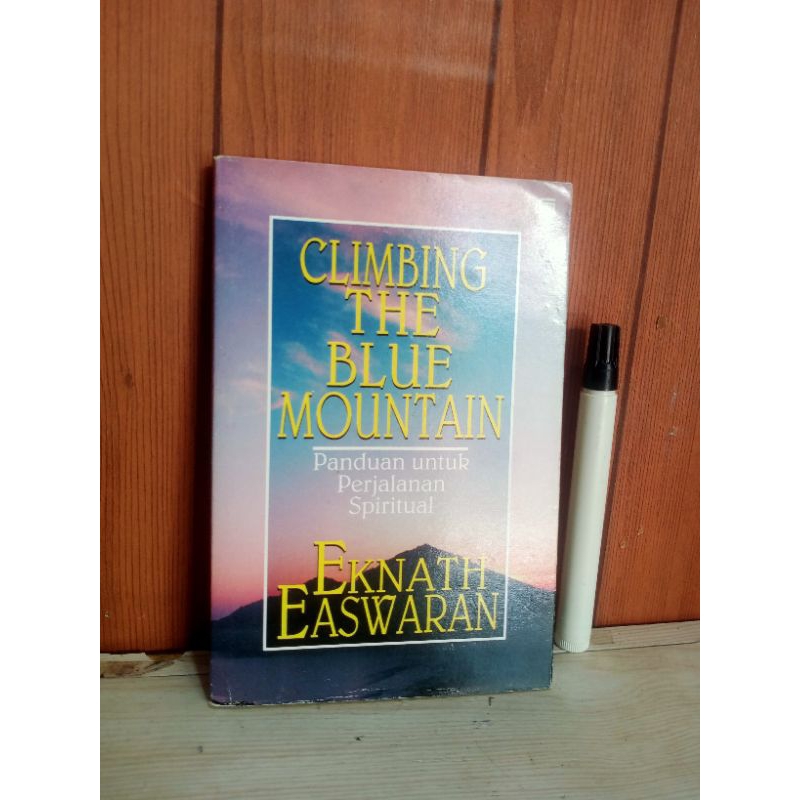 CLIMBING
THE
BLUE
MOUNTAIN
Panduan untuk
Perjalanan
Spiritual
EKNATH
EASWARAN